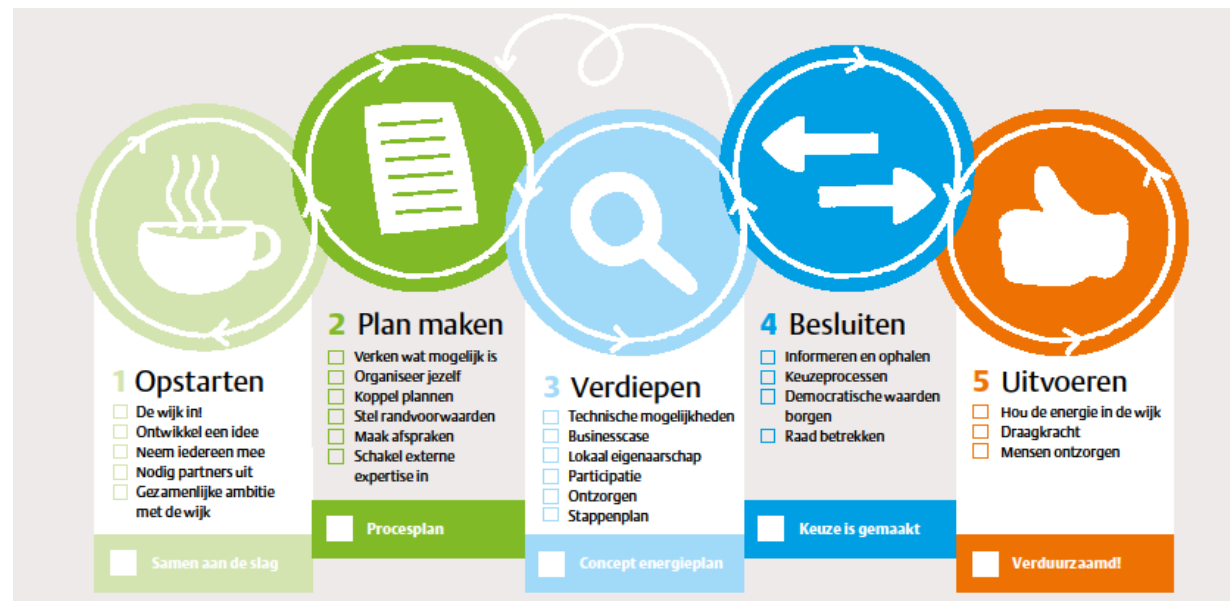 1 Opstarten
De wijk in!
Ontwikkel een idee
Neem iedereen mee
Nodig partners uit
Gezamenlijke ambitie
met de wijk
Samen aan de slag
2 Plan maken
Verken wat mogelijk is
Organiseer jezelf
Koppel plannen
Stel randvoorwaarden
Maak afspraken
Schakel externe
expertise in
Procesplan
3 Verdiepen
Technische mogelijkheden
Businesscase
Lokaal eigenaarschap
Participatie
Ontzorgen
Stappenplan
Concept energieplan
4 Besluiten
Informeren en ophalen
Keuzeprocessen
Democratische waarden
borgen
Raad betrekken
Keuze is gemaakt
5 Uitvoeren
Hou de energie in de wijk
Draagkracht
Mensen ontzorgen
Verduurzaamd!